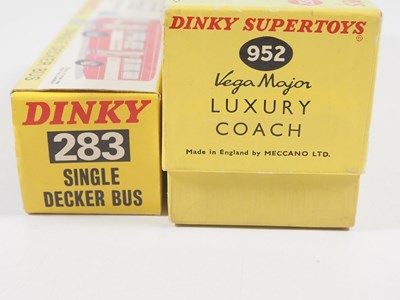 DINKY
283
SINGLE
DECKER BUS
DINKY SUPERTOYS
952
Vega Major
LUXURY
COACH
Made in England by MECCANO LTD.